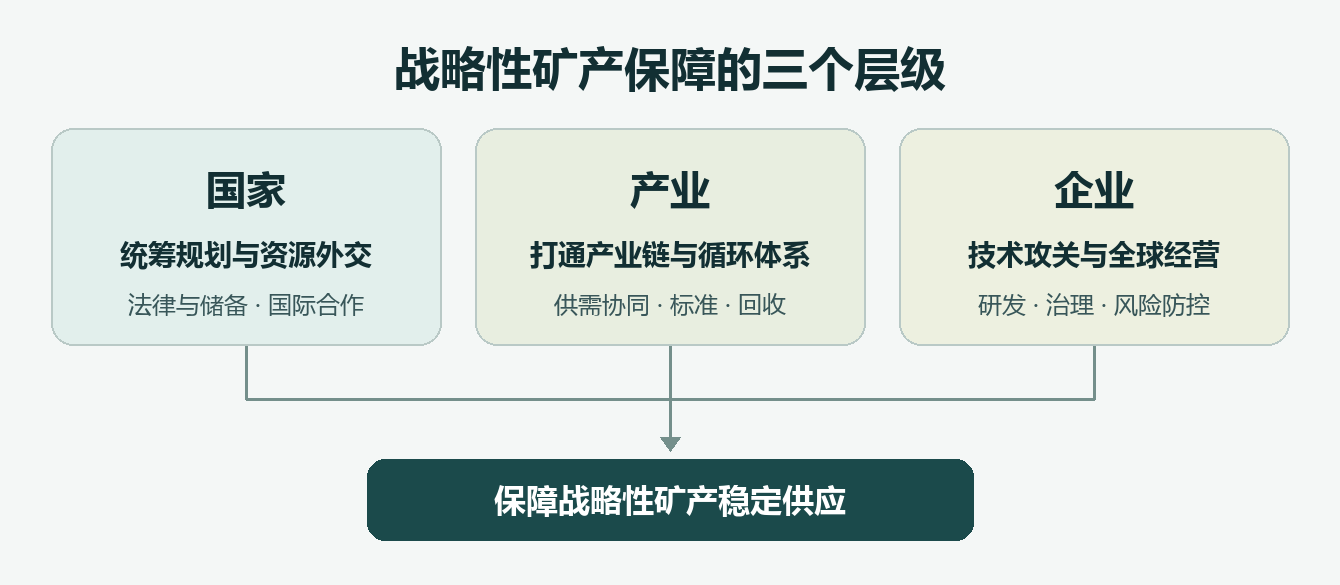 战略性矿产保障的三个层级
国家
统筹规划与资源外交
法律与储备 · 国际合作
产业
打通产业链与循环体系
供需协同 · 标准 · 回收
企业
技术攻关与全球经营
研发 · 治理 · 风险防控
保障战略性矿产稳定供应